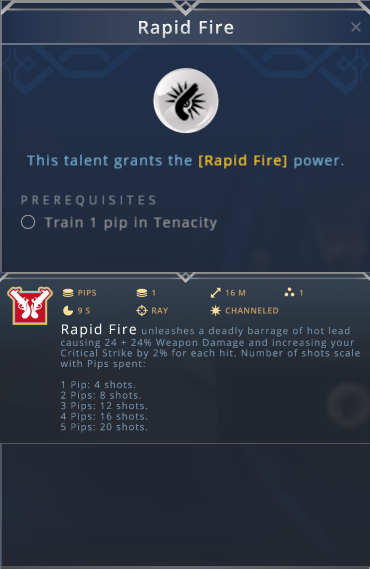 Rapid Fire
This talent grants the [Rapid Fire] power.
PREREQUISITES
Train 1 pip in Tenacity
PIPS 1 16 M 1
9 S RAY CHANNELED
Rapid Fire unleashes a deadly barrage of hot lead
causing 24 + 24% Weapon Damage and increasing your
Critical Strike by 2% for each hit. Number of shots scale
with Pips spent:
1 Pip: 4 shots.
2 Pips: 8 shots.
3 Pips: 12 shots.
4 Pips: 16 shots.
5 Pips: 20 shots.